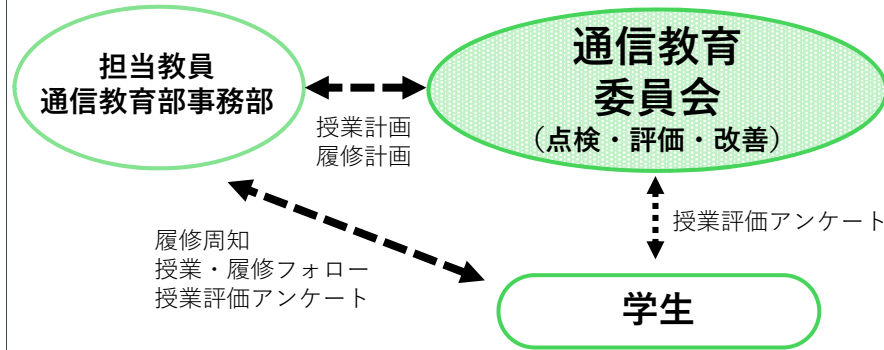 担当教員
通信教育部事務部
通信教育
委員会
（点検・評価・改善）
授業計画
履修計画
授業評価アンケート
履修周知
授業・履修フォロー
授業評価アンケート
学生